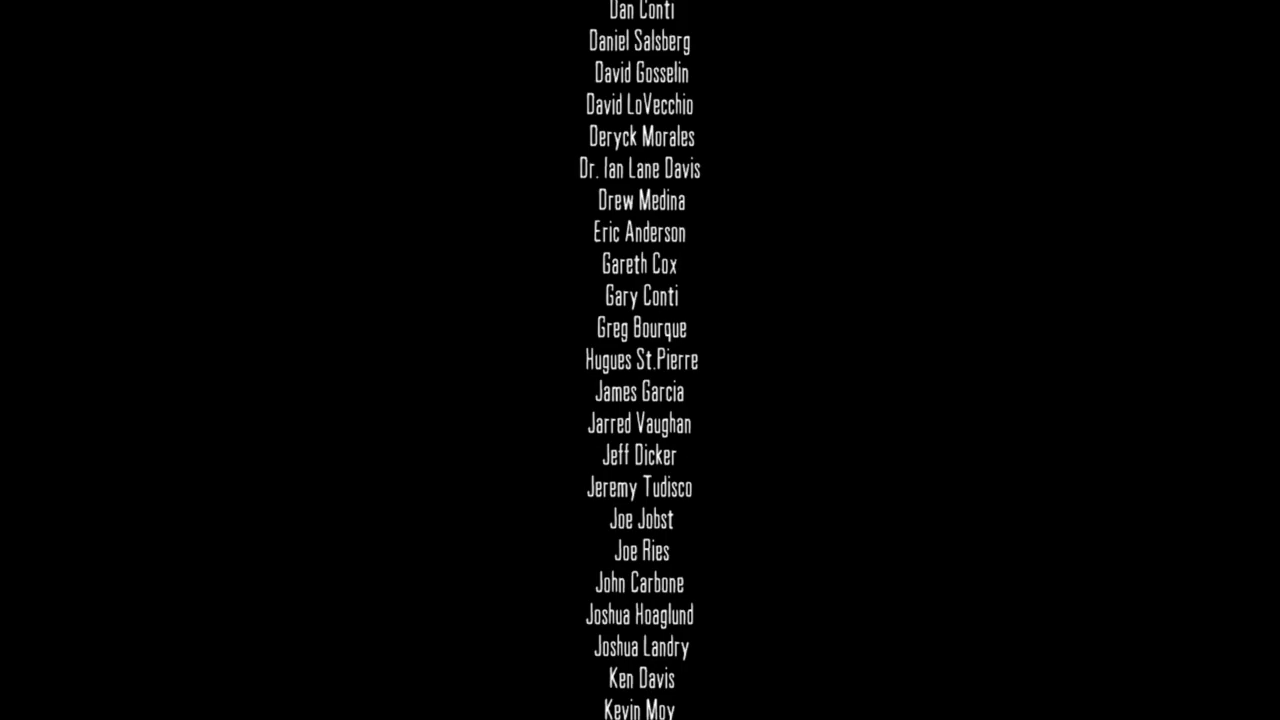 Dan Conti
Daniel Salsberg
David Gosselin
David LoVecchio
Deryck Morales
Dr. Ian Lane Davis
Drew Medina
Eric Anderson
Gareth Cox
Gary Conti
Greg Bourque
Hugues St.Pierre
James Garcia
Jarred Vaughan
Jeff Dicker
Jeremy Tudisco
Joe Jobst
Joe Ries
John Carbone
Joshua Hoaglund
Joshua Landry
Ken Davis
Kevin Moy